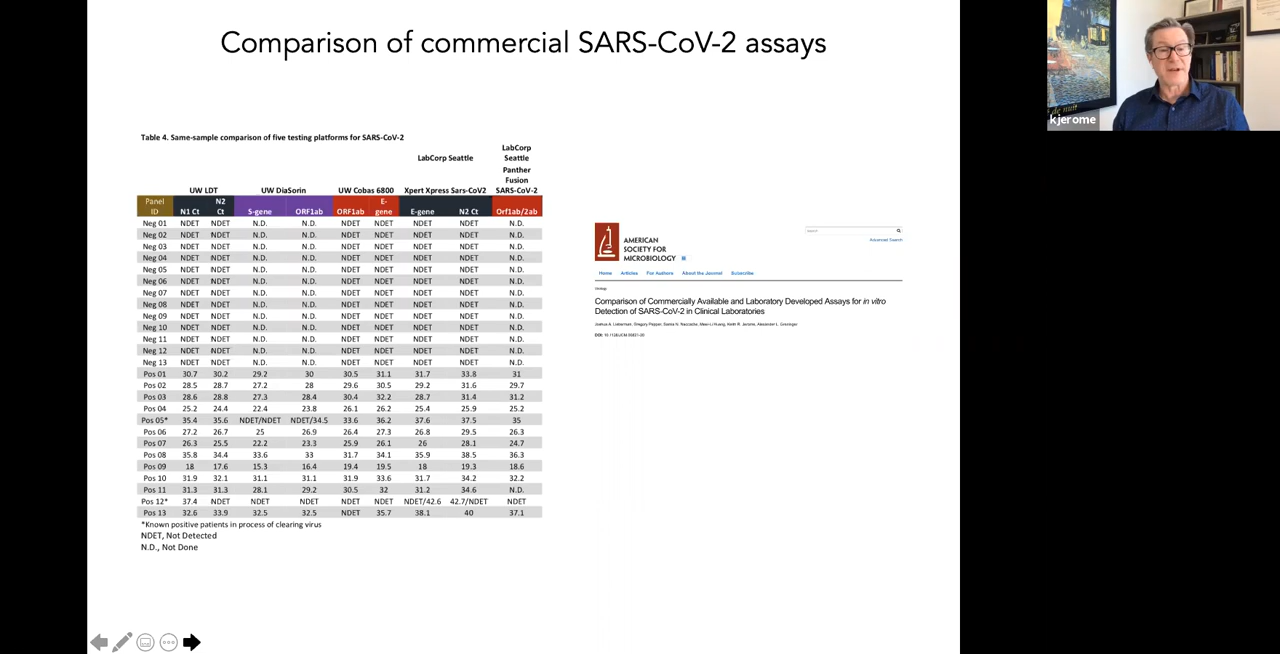 Comparison of commercial SARS-CoV-2 assays
Table 4. Same-sample comparison of five testing platforms for SARS-CoV-2
LabCorp Seattle
LabCorp Seattle Panther Fusion SARS-CoV-2
UW LDT UW DiaSorin UW Cobas 6800 Xpert Xpress Sars-CoV2
Panel ID N1 Ct N2 Ct S-gene ORF1ab ORF1ab E-gene E-gene N2 Ct Orf1ab/2ab
Neg 01 NDET NDET N.D. N.D. NDET NDET NDET NDET N.D.
Neg 02 NDET NDET N.D. N.D. NDET NDET NDET NDET N.D.
Neg 03 NDET NDET N.D. N.D. NDET NDET NDET NDET N.D.
Neg 04 NDET NDET N.D. N.D. NDET NDET NDET NDET N.D.
Neg 05 NDET NDET N.D. N.D. NDET NDET NDET NDET N.D.
Neg 06 NDET NDET N.D. N.D. NDET NDET NDET NDET N.D.
Neg 07 NDET NDET N.D. N.D. NDET NDET NDET NDET N.D.
Neg 08 NDET NDET N.D. N.D. NDET NDET NDET NDET N.D.
Neg 09 NDET NDET N.D. N.D. NDET NDET NDET NDET N.D.
Neg 10 NDET NDET N.D. N.D. NDET NDET NDET NDET N.D.
Neg 11 NDET NDET N.D. N.D. NDET NDET NDET NDET N.D.
Neg 12 NDET NDET N.D. N.D. NDET NDET NDET NDET N.D.
Neg 13 NDET NDET N.D. N.D. NDET NDET NDET NDET N.D.
Pos 01 30.7 30.2 29.2 30 30.5 31.1 31.7 33.8 31
Pos 02 28.5 28.7 27.2 28 29.6 30.5 29.2 31.6 29.7
Pos 03 28.6 28.8 27.3 28.4 30.4 32.2 28.7 31.4 31.2
Pos 04 25.2 24.4 22.4 23.8 26.1 26.2 25.4 25.9 25.2
Pos 05* 35.4 35.6 NDET/NDET NDET/34.5 33.6 36.2 37.6 37.5 35
Pos 06 27.2 26.7 25 26.9 26.4 27.3 26.8 29.5 26.3
Pos 07 26.3 25.5 22.2 23.3 25.9 26.1 26 28.1 24.7
Pos 08 35.8 34.4 33.6 33 31.7 34.1 35.9 38.5 36.3
Pos 09 18 17.6 15.3 16.4 19.4 19.5 18 19.3 18.6
Pos 10 31.9 32.1 31.1 31.1 31.9 33.6 31.7 34.2 32.2
Pos 11 31.3 31.3 28.1 29.2 30.5 32 31.2 34.6 N.D.
Pos 12* 37.4 NDET NDET NDET NDET NDET NDET/42.6 42.7/NDET NDET
Pos 13 32.6 33.9 32.5 32.5 NDET 35.7 38.1 40 37.1
*Known positive patients in process of clearing virus
NDET, Not Detected
N.D., Not Done
AMERICAN
SOCIETY FOR
MICROBIOLOGY
search
Advanced Search
Home Articles For Authors About the Journal Subscribe
Virology
Comparison of Commercially Available and Laboratory Developed Assays for in vitro
Detection of SARS-CoV-2 in Clinical Laboratories
kjerome
de nuit